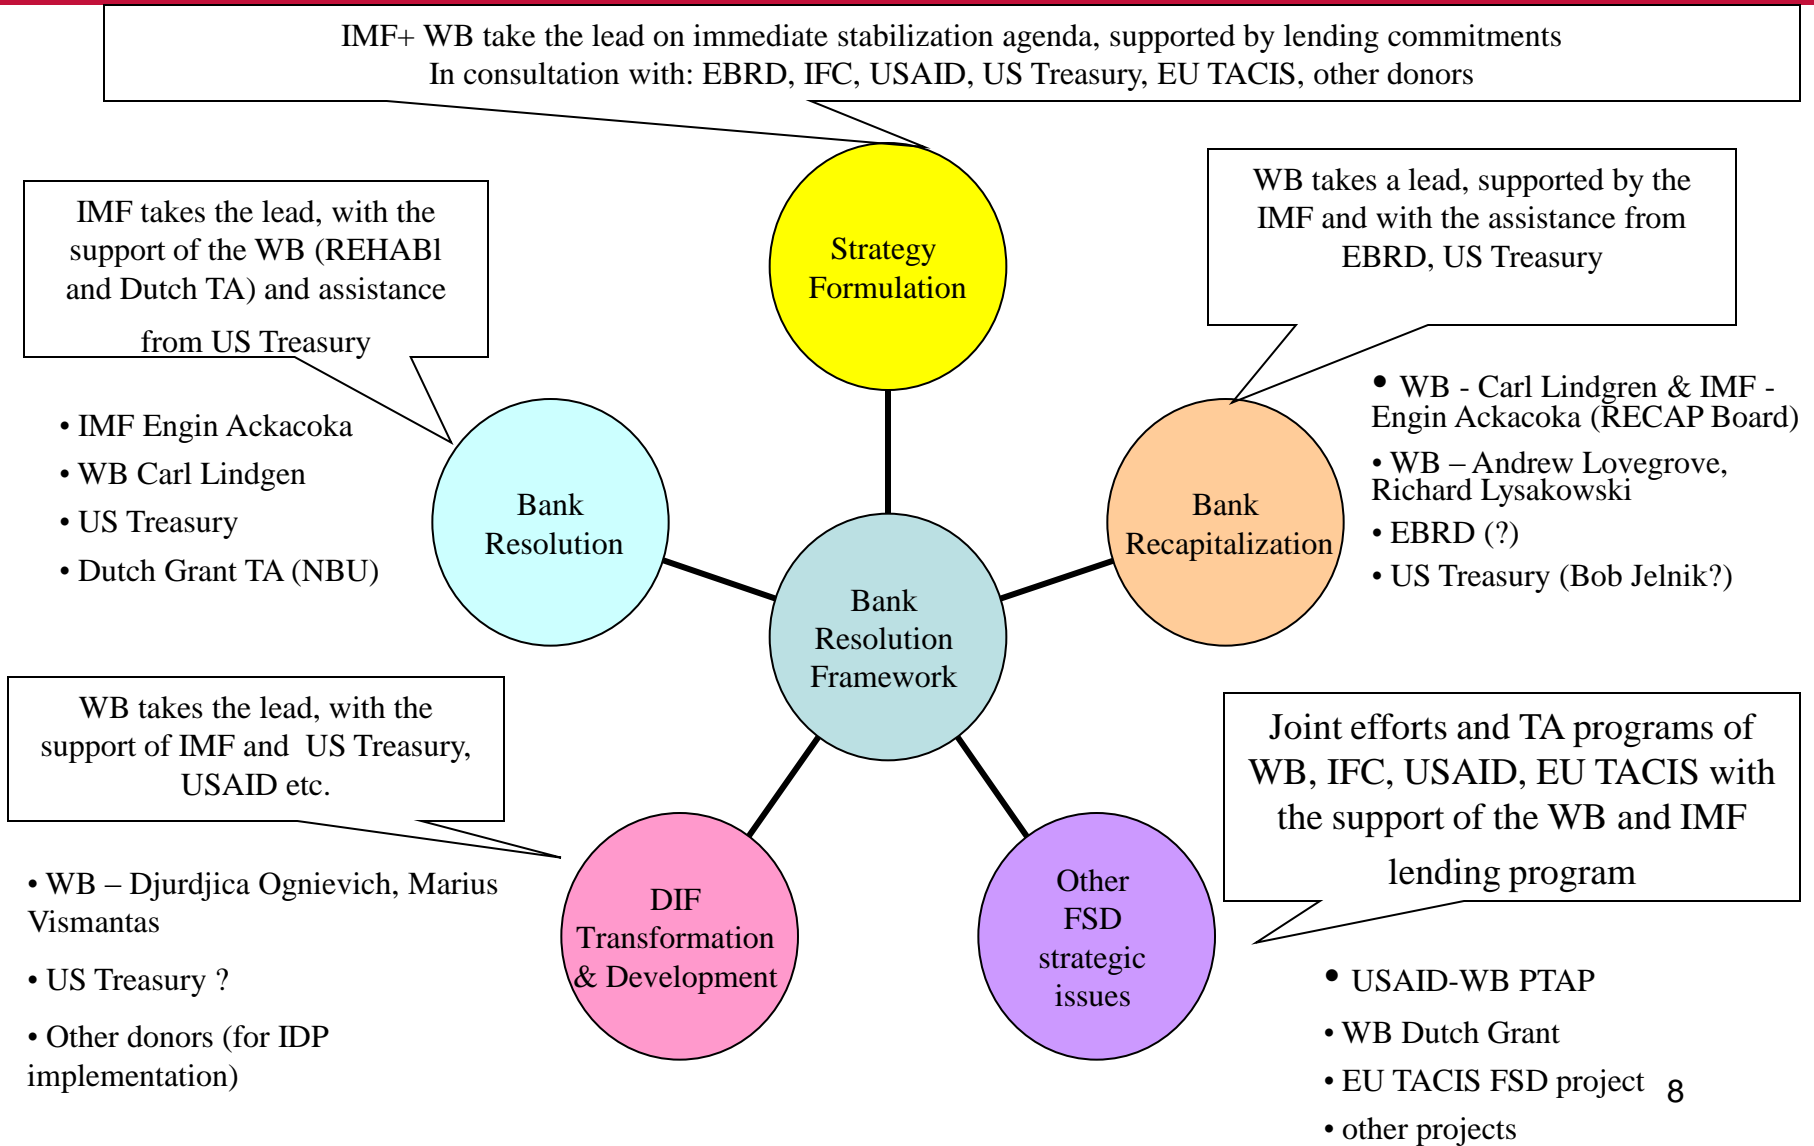 IMF+ WB take the lead on immediate stabilization agenda, supported by lending commitments
In consultation with: EBRD, IFC, USAID, US Treasury, EU TACIS, other donors
IMF takes the lead, with the
support of the WB (REHABl
and Dutch TA) and assistance
from US Treasury
Strategy
Formulation
WB takes a lead, supported by the
IMF and with the assistance from
EBRD, US Treasury
• IMF Engin Ackacoka
• WB Carl Lindgen
• US Treasury
• Dutch Grant TA (NBU)
Bank
Resolution
Bank
Recapitalization
• WB - Carl Lindgren & IMF -
Engin Ackacoka (RECAP Board)
• WB – Andrew Lovegrove,
Richard Lysakowski
• EBRD (?)
• US Treasury (Bob Jelnik?)
Bank
Resolution
Framework
WB takes the lead, with the
support of IMF and US Treasury,
USAID etc.
Joint efforts and TA programs of
WB, IFC, USAID, EU TACIS with
the support of the WB and IMF
lending program
• WB – Djurdjica Ognievich, Marius
Vismantas
• US Treasury ?
• Other donors (for IDP
implementation)
DIF
Transformation
& Development
Other
FSD
strategic
issues
• USAID-WB PTAP
• WB Dutch Grant
• EU TACIS FSD project
• other projects
8